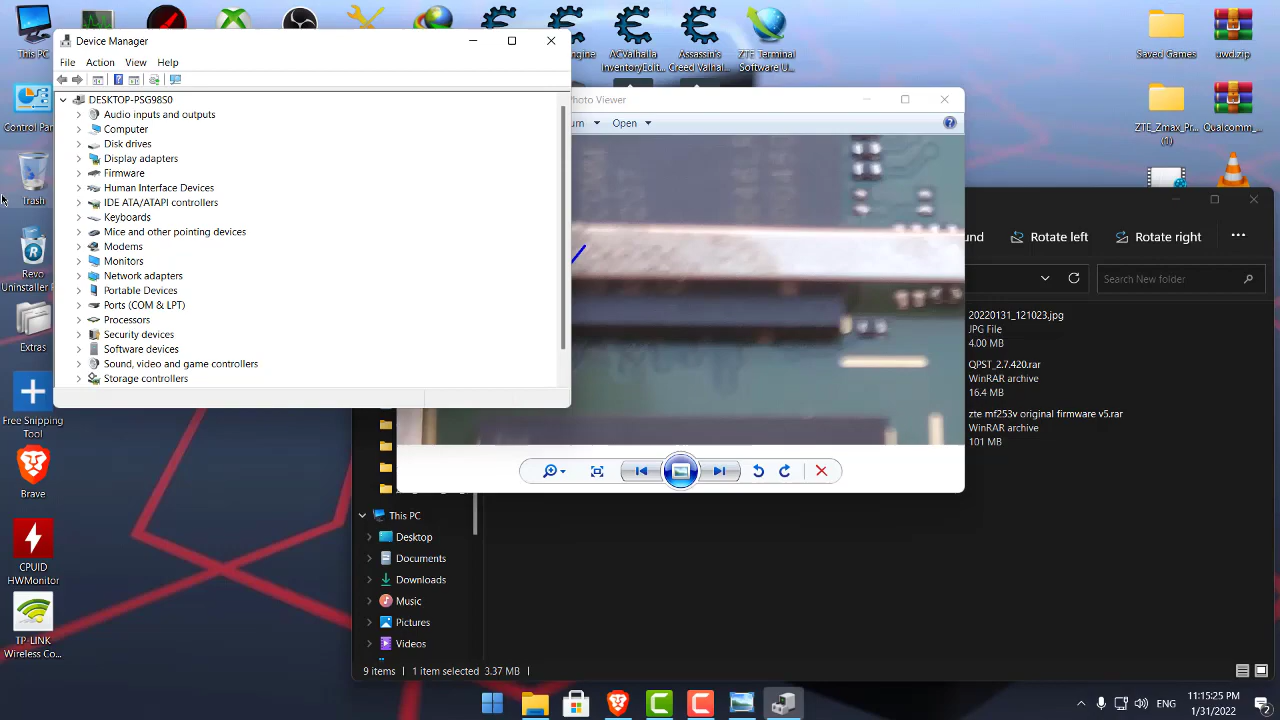 This PC
Control Pan
Trash
Revo
Uninstaller
Extras
Free Shipping
Tool
Brave
CPUID
HWMonitor
TP-LINK
Wireless Co...
Device Manager
File Action View Help
DESKTOP-PSG98S0
Audio inputs and outputs
Computer
Disk drives
Display adapters
Firmware
Human Interface Devices
IDE ATA/ATAPI controllers
Keyboards
Mice and other pointing devices
Modems
Monitors
Network adapters
Portable Devices
Ports (COM & LPT)
Processors
Security devices
Software devices
Sound, video and game controllers
Storage controllers
ngine
ACValhalla
InventoryEdit...
Assassin's
Creed Valhal...
ZTE Terminal
Software U...
Saved Games
uwd.zip
ZTE_Zmax_Pr...
(1)
Qualcomm_...
hoto Viewer
urn Open
und Rotate left Rotate right
Search New folder
20220131_121023.jpg
JPG File
4.00 MB
QPST_2.7.420.rar
WinRAR archive
16.4 MB
zte mf253v original firmware v5.rar
WinRAR archive
101 MB
This PC
Desktop
Documents
Downloads
Music
Pictures
Videos
9 items 1 item selected 3.37 MB
ENG 11:15:25 PM
1/31/2022